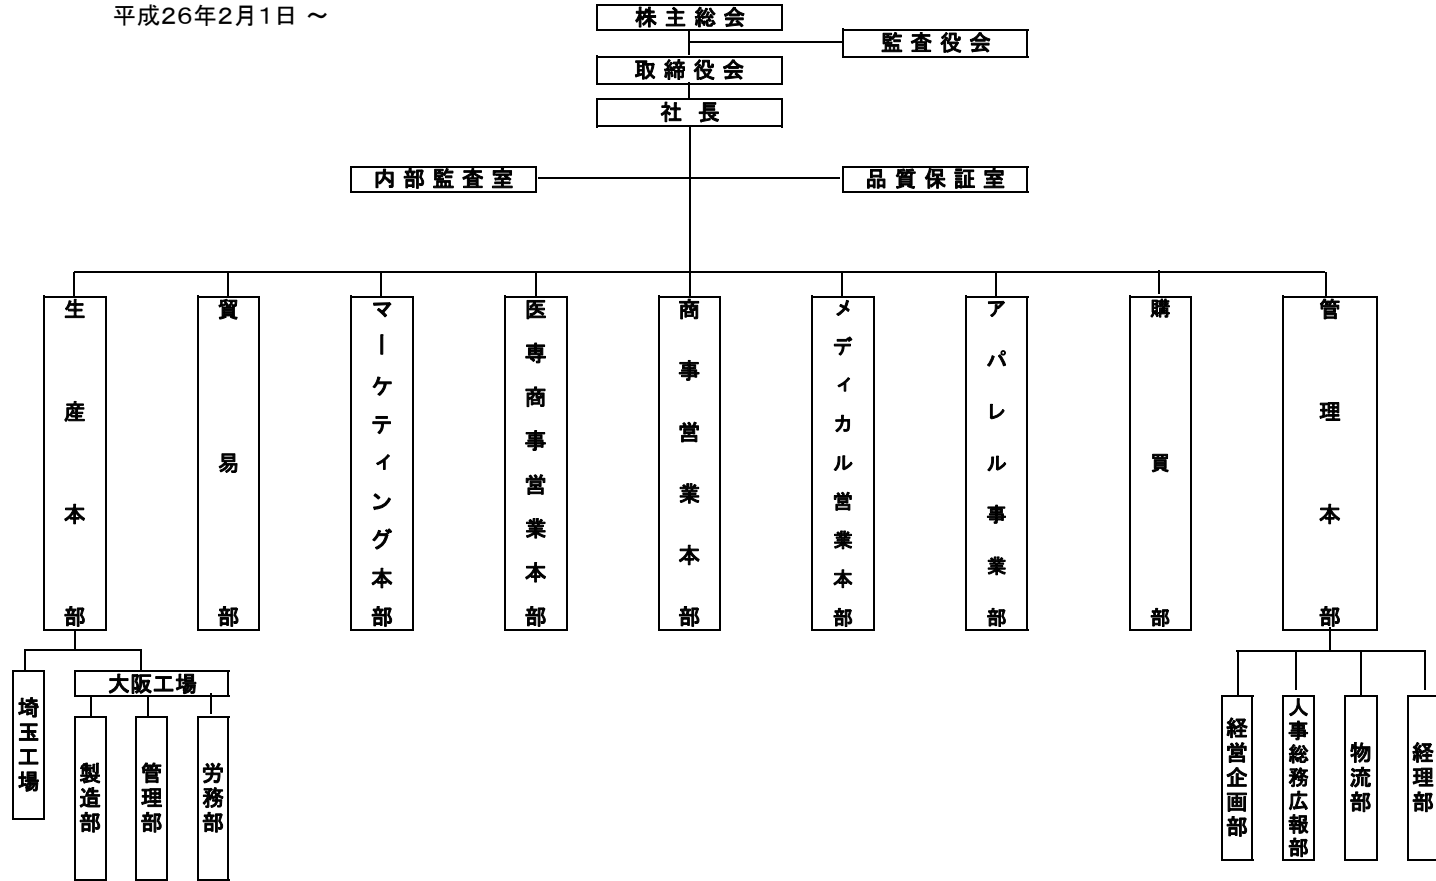 平成26年2月1日 ～
株主総会
監査役会
取締役会
社長
内部監査室
品質保証室
生産本部
貿易部
マーケティング本部
医専商事営業本部
商事営業本部
メディカル営業本部
アパレル事業部
購買部
管理本部
埼玉工場
大阪工場
製造部
管理部
労務部
経営企画部
人事総務広報部
物流部
経理部